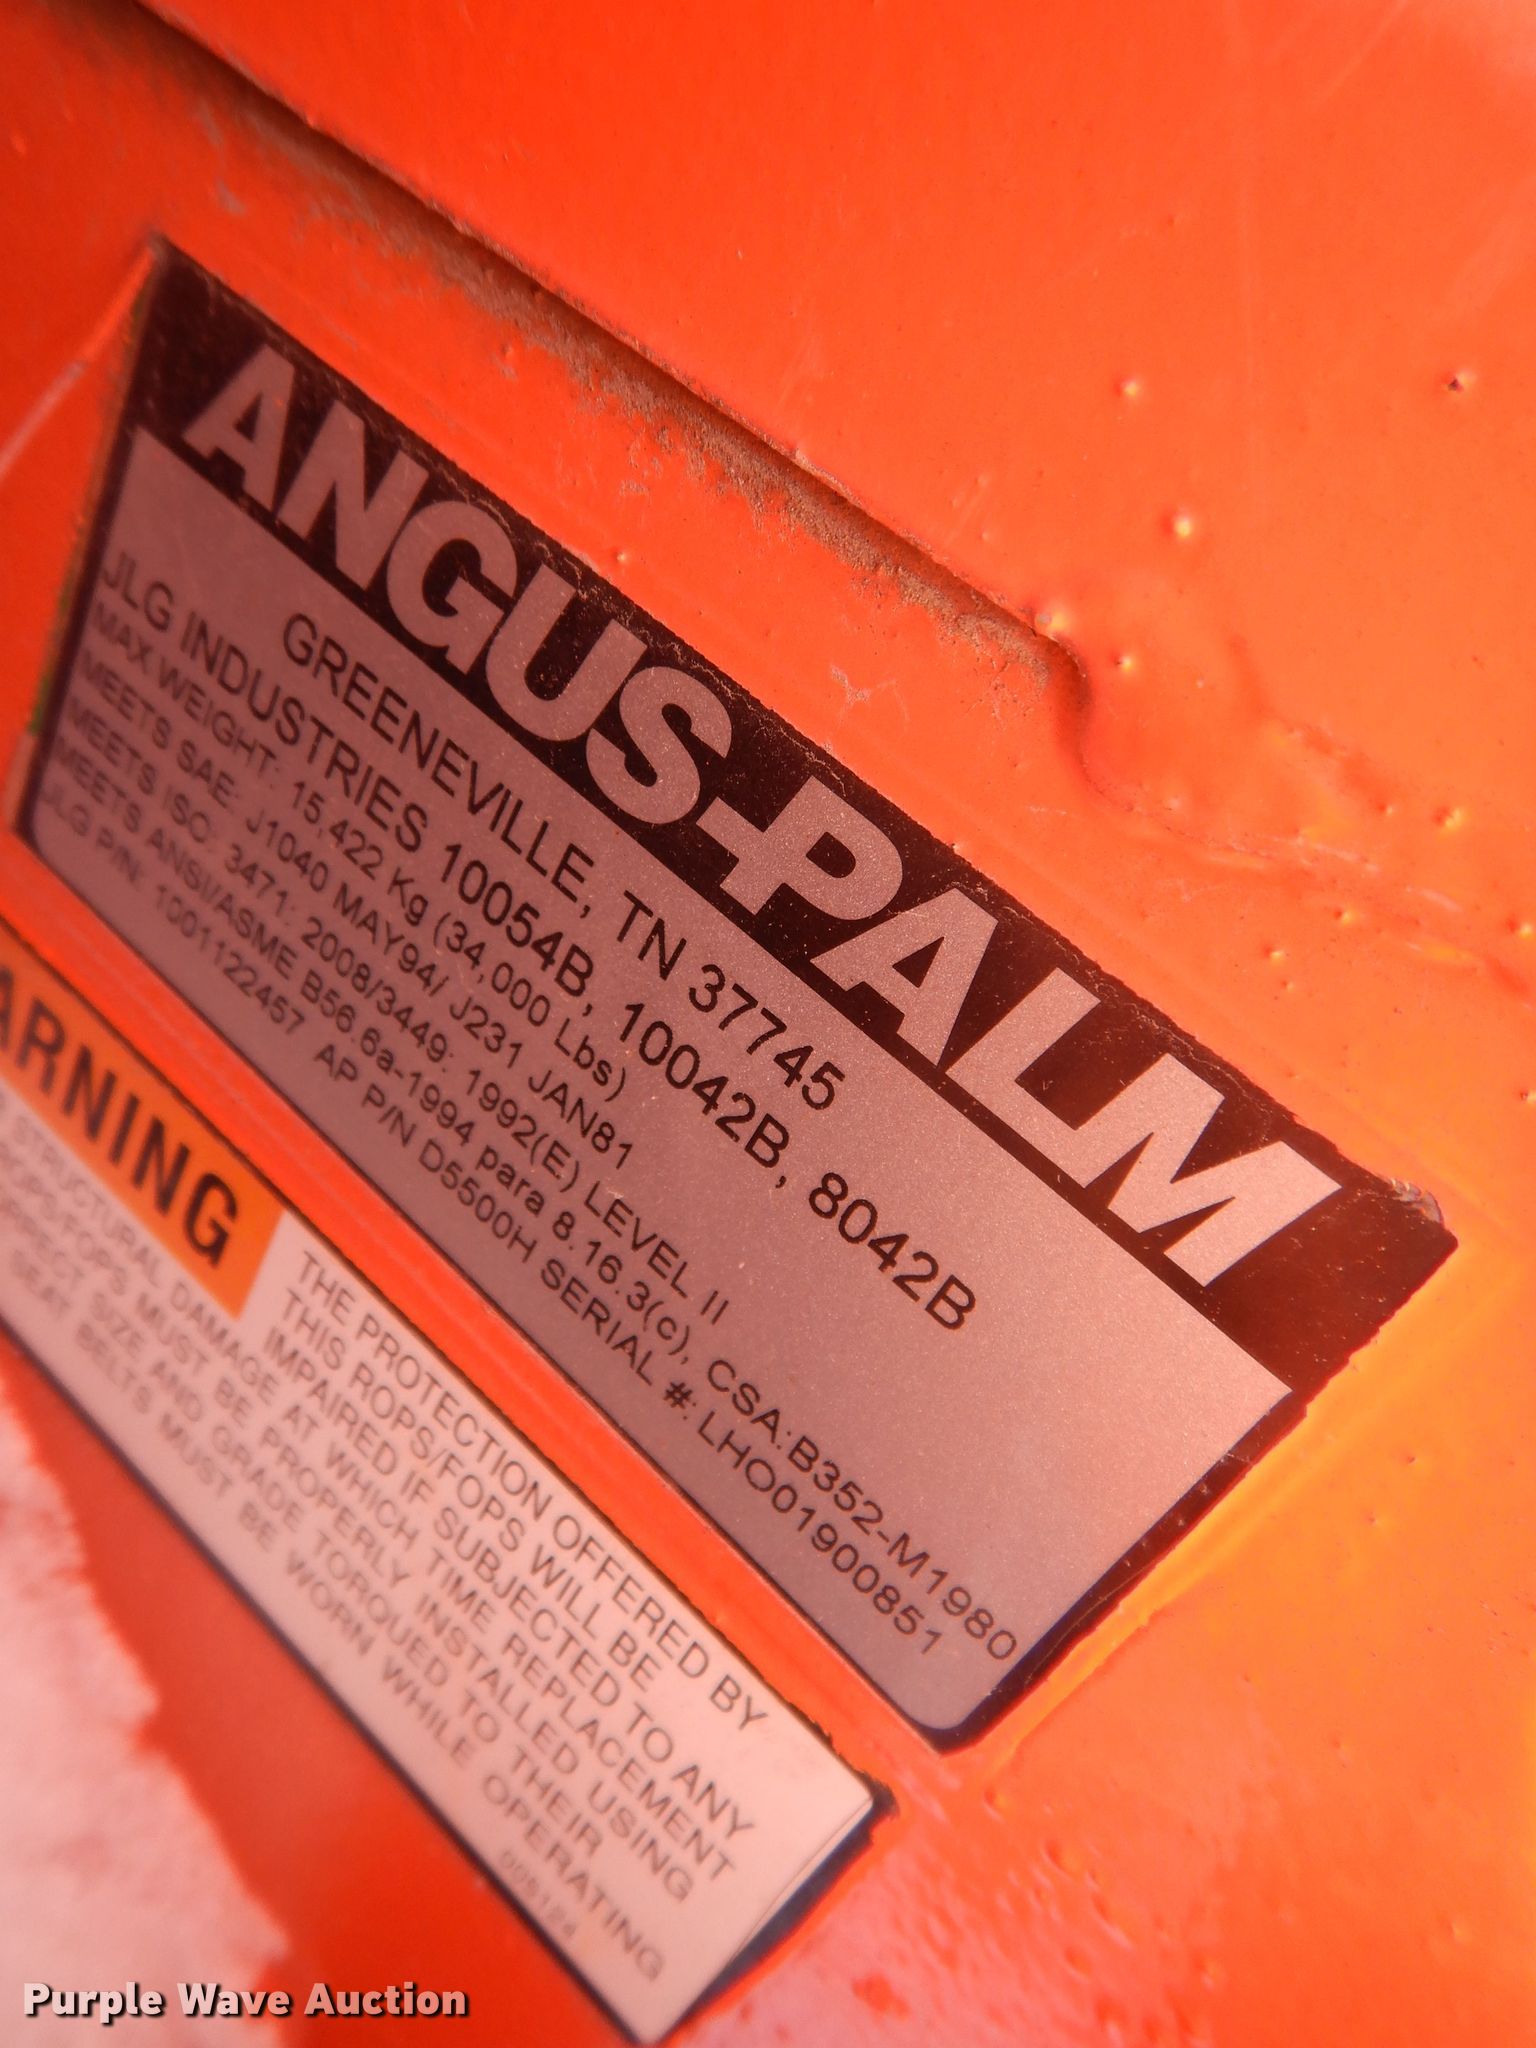 ANGUS-PALM
GREENEVILLE, TN 37745
JLG INDUSTRIES 10054B, 10042B, 8042B
MAX WEIGHT: 15,422 Kg (34,000 Lbs)
MEETS SAE: J1040 MAY94/ J231 JAN81
MEETS ISO: 3471: 2008/3449: 1992(E) LEVEL II
MEETS ANSI/ASME B56.6a-1994 para 8.16.3(c), CSA:B352-M1980
JLG P/N: 1001122457 AP P/N D5500H SERIAL #: LHO01900851
ARNING
THE PROTECTION OFFERED BY
THIS ROPS/FOPS WILL BE
IMPAIRED IF SUBJECTED TO ANY
STRUCTURAL DAMAGE AT WHICH TIME REPLACEMENT
ROPS/FOPS MUST BE PROPERLY INSTALLED USING
SIZE AND GRADE TORQUED TO THEIR
SEAT BELTS MUST BE WORN WHILE OPERATING
Purple Wave Auction